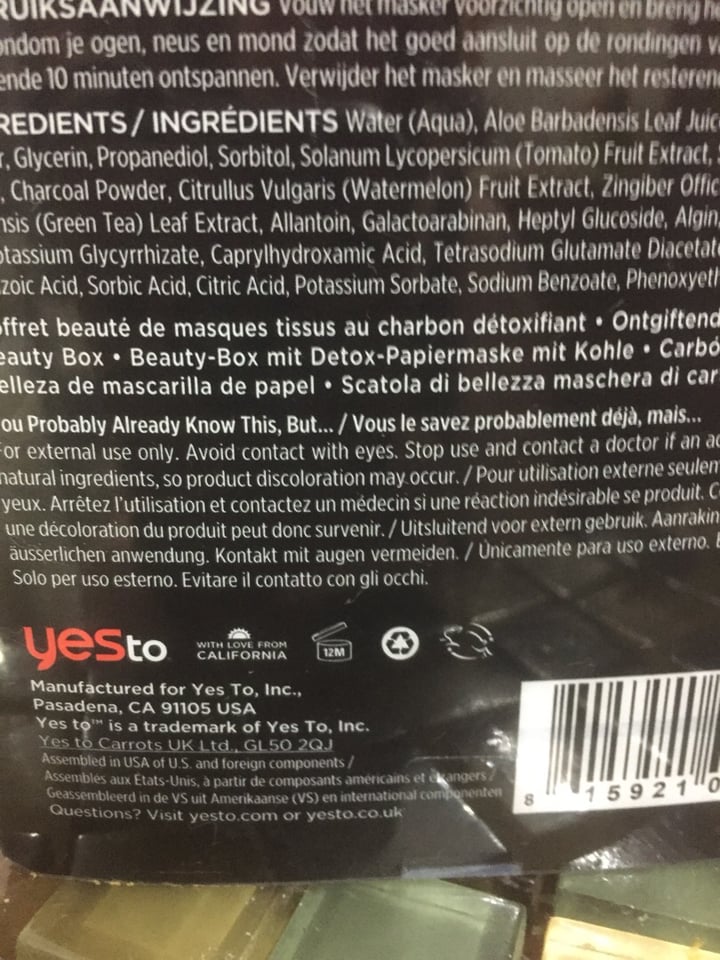 RUIKSAANWIJZING Vouw het masker voorzichtig open en breng
ondom je ogen, neus en mond zodat het goed aansluit op de rondingen v
ende 10 minuten ontspannen. Verwijder het masker en masseer het resteren
REDIENTS / INGRÉDIENTS Water (Aqua), Aloe Barbadensis Leaf Juic
r, Glycerin, Propanediol, Sorbitol, Solanum Lycopersicum (Tomato) Fruit Extract,
, Charcoal Powder, Citrullus Vulgaris (Watermelon) Fruit Extract, Zingiber Offic
nsis (Green Tea) Leaf Extract, Allantoin, Galactoarabinan, Heptyl Glucoside, Algin
otassium Glycyrrhizate, Caprylhydroxamic Acid, Tetrasodium Glutamate Diacetat
zoic Acid, Sorbic Acid, Citric Acid, Potassium Sorbate, Sodium Benzoate, Phenoxyeth
offret beauté de masques tissus au charbon détoxifiant • Ontgiftend
eauty Box • Beauty-Box mit Detox-Papiermaske mit Kohle • Carbó
elleza de mascarilla de papel • Scatola di bellezza maschera di car
ou Probably Already Know This, But... / Vous le savez probablement déjà, mais...
For external use only. Avoid contact with eyes. Stop use and contact a doctor if an ad
natural ingredients, so product discoloration may occur. / Pour utilisation externe seulem
yeux. Arrêtez l'utilisation et contactez un médecin si une réaction indésirable se produit. C
une décoloration du produit peut donc survenir. / Uitsluitend voor extern gebruik. Aanrakin
äusserlichen anwendung. Kontakt mit augen vermeiden. / Únicamente para uso externo. E
Solo per uso esterno. Evitare il contatto con gli occhi.
yesto
WITH LOVE FROM
CALIFORNIA
12M
Manufactured for Yes To, Inc.,
Pasadena, CA 91105 USA
Yes to™ is a trademark of Yes To, Inc.
Yes to Carrots UK Ltd., GL50 2QJ
Assembled in USA of U.S. and foreign components /
Assemblés aux États-Unis, à partir de composants américains et étrangers /
Geassembleerd in de VS uit Amerikaanse (VS) en international componenten
Questions? Visit yesto.com or yesto.co.uk
8 15921 0